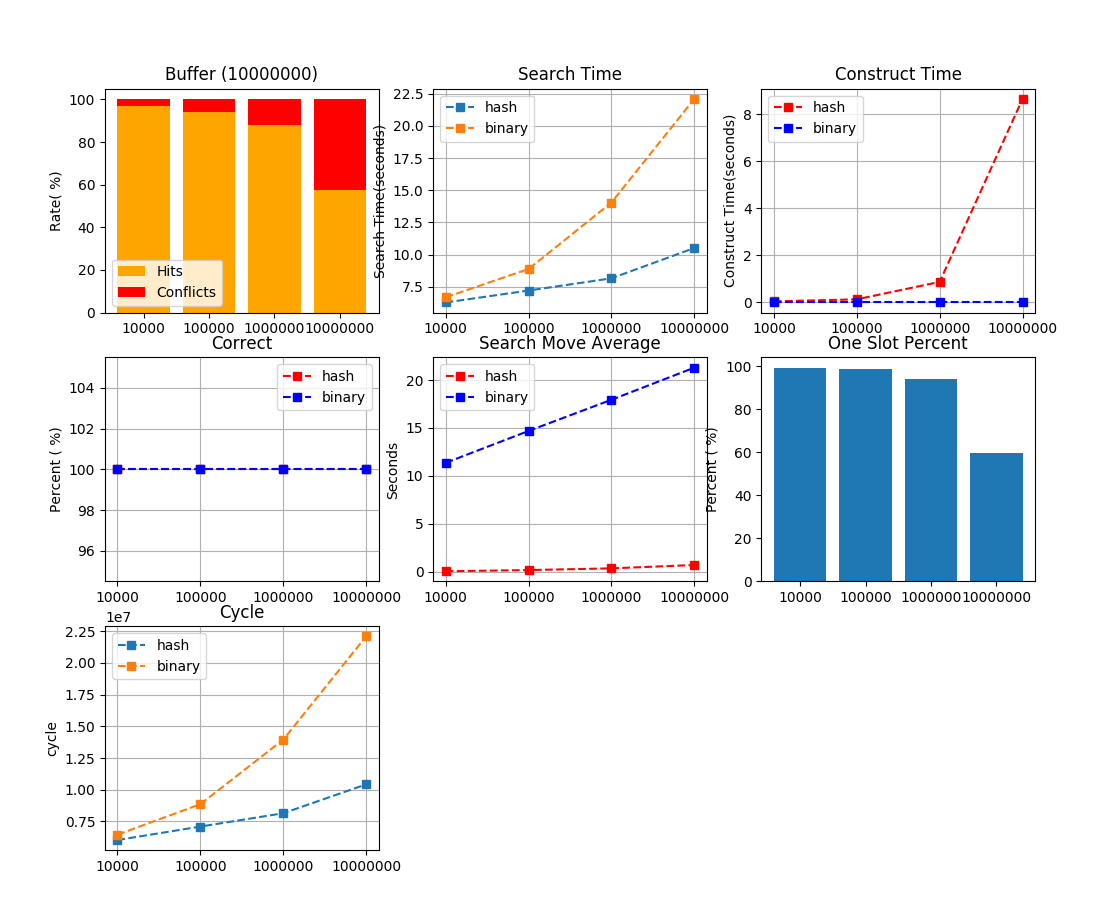 Buffer (10000000)
Rate( %)
100
80
60
40
20
0
Hits
Conflicts
10000
100000
1000000
10000000
Search Time
Search Time(seconds)
22.5
20.0
17.5
15.0
12.5
10.0
7.5
hash
binary
10000
100000
1000000
10000000
Construct Time
Construct Time(seconds)
8
6
4
2
0
hash
binary
10000
100000
1000000
10000000
Correct
Percent ( %)
104
102
100
98
96
hash
binary
10000
100000
1000000
10000000
Search Move Average
Seconds
20
15
10
5
0
hash
binary
10000
100000
1000000
10000000
One Slot Percent
Percent ( %)
100
80
60
40
20
0
10000
100000
1000000
10000000
Cycle
1e7
cycle
2.25
2.00
1.75
1.50
1.25
1.00
0.75
hash
binary
10000
100000
1000000
10000000